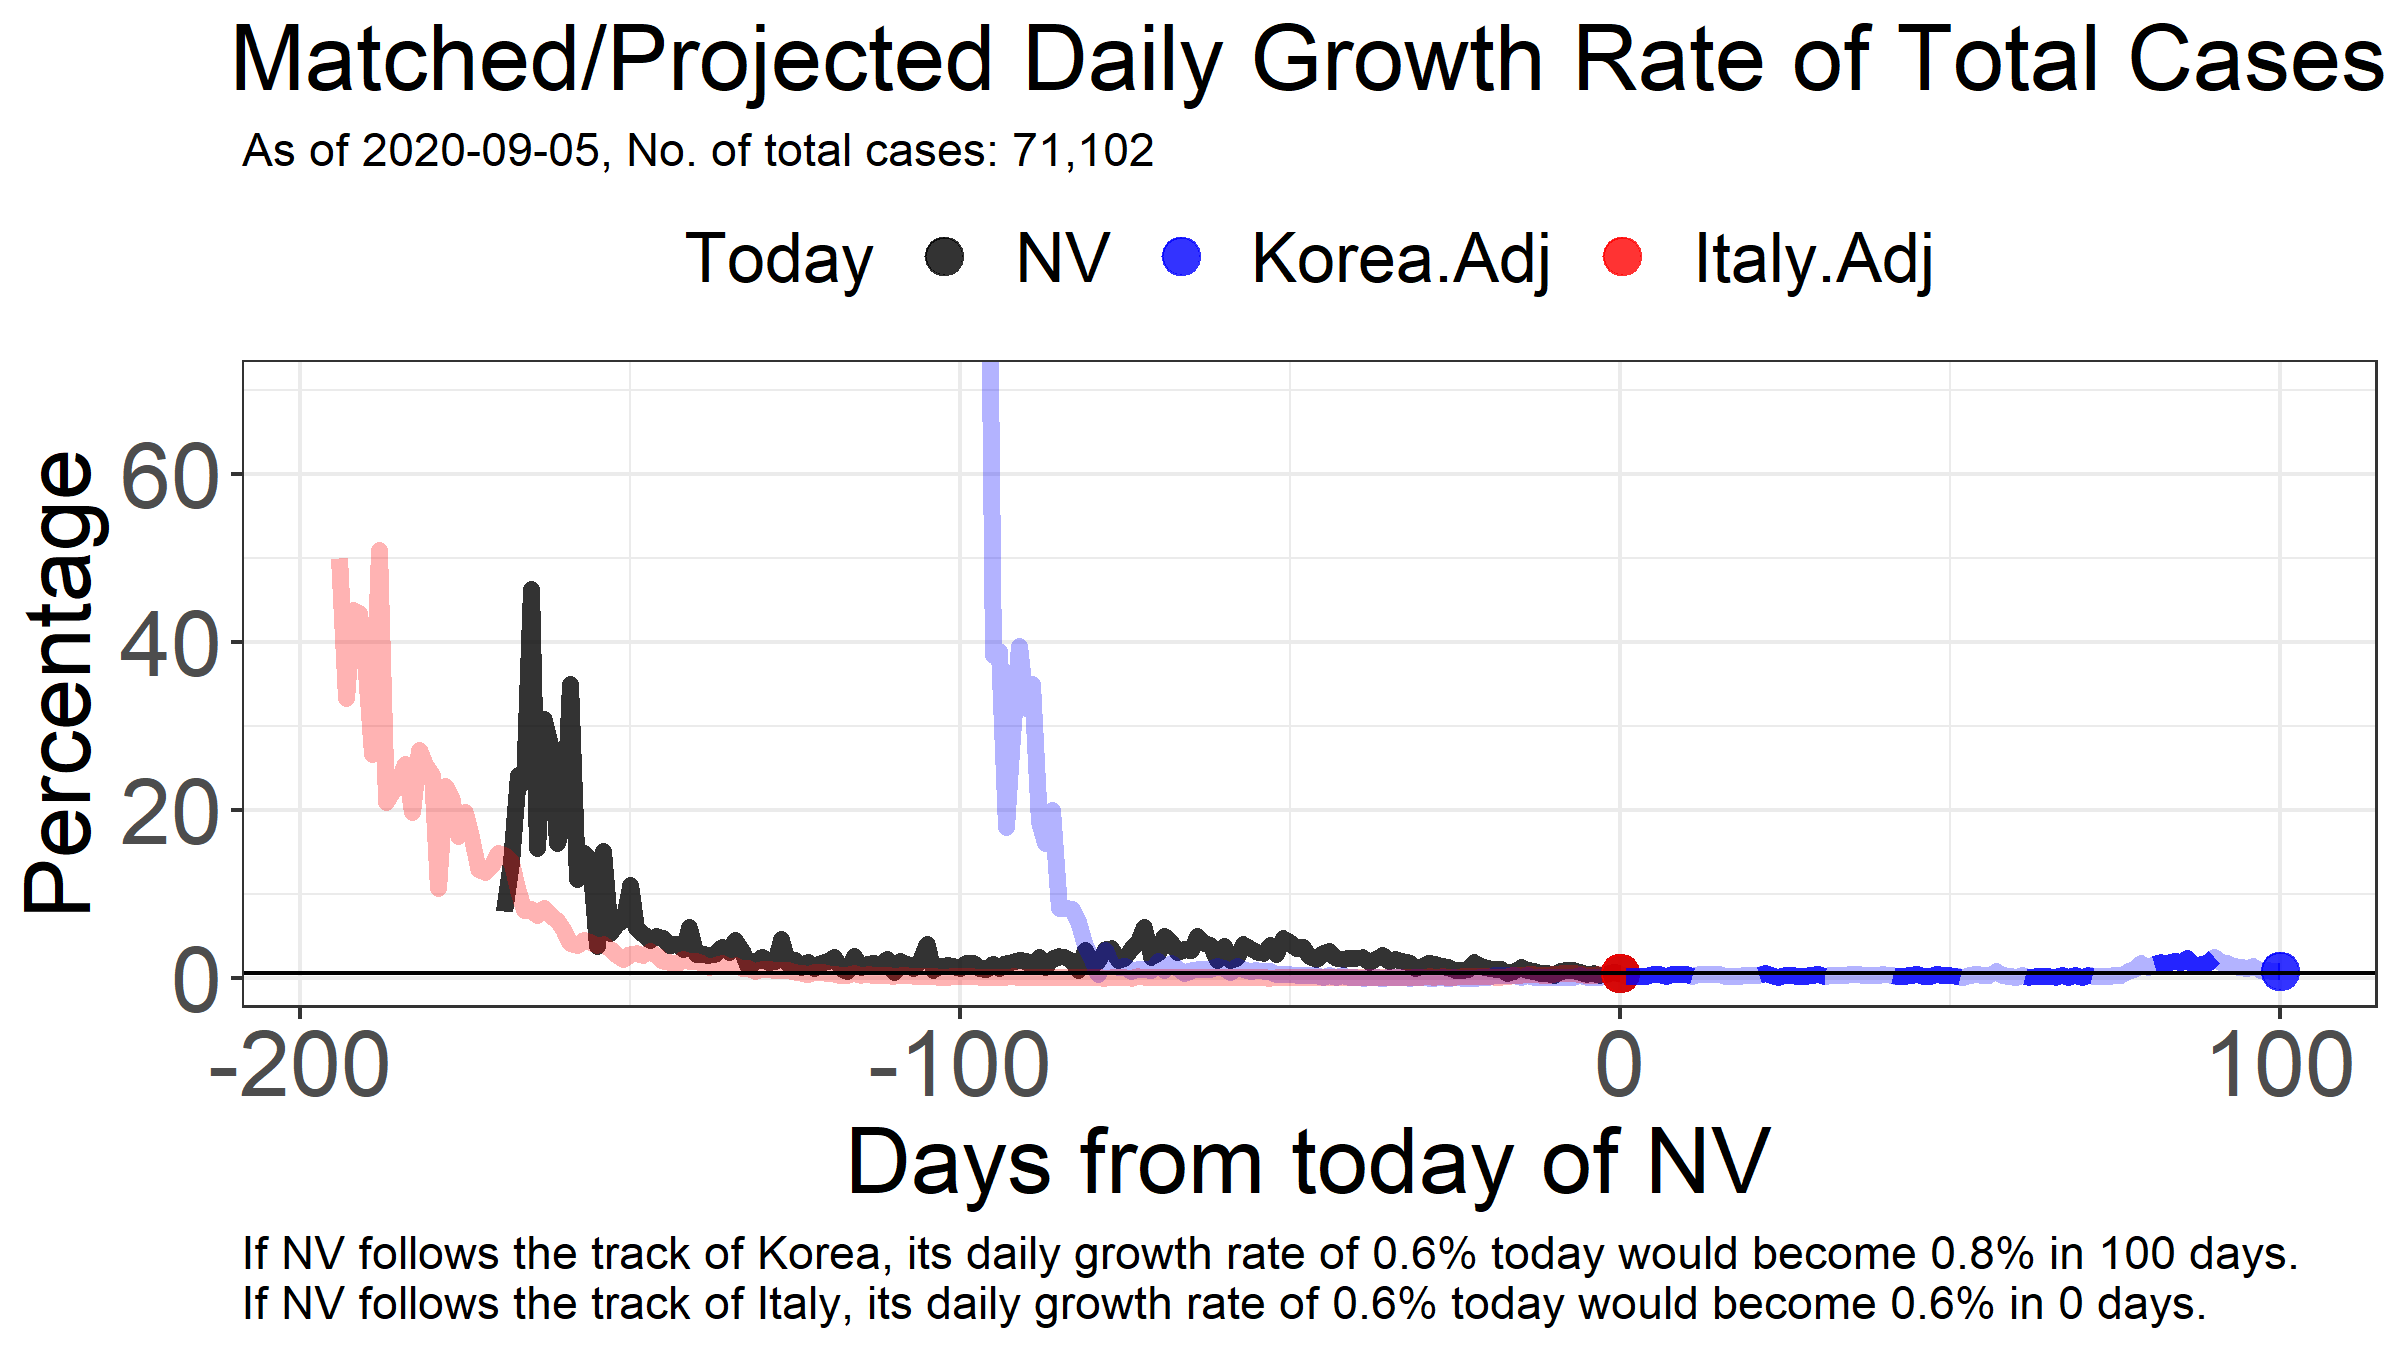 Matched/Projected Daily Growth Rate of Total Cases
As of 2020-09-05, No. of total cases: 71,102
Today NV Korea.Adj Italy.Adj
Percentage
60
40
20
0
-200 -100 0 100
Days from today of NV
If NV follows the track of Korea, its daily growth rate of 0.6% today would become 0.8% in 100 days.
If NV follows the track of Italy, its daily growth rate of 0.6% today would become 0.6% in 0 days.